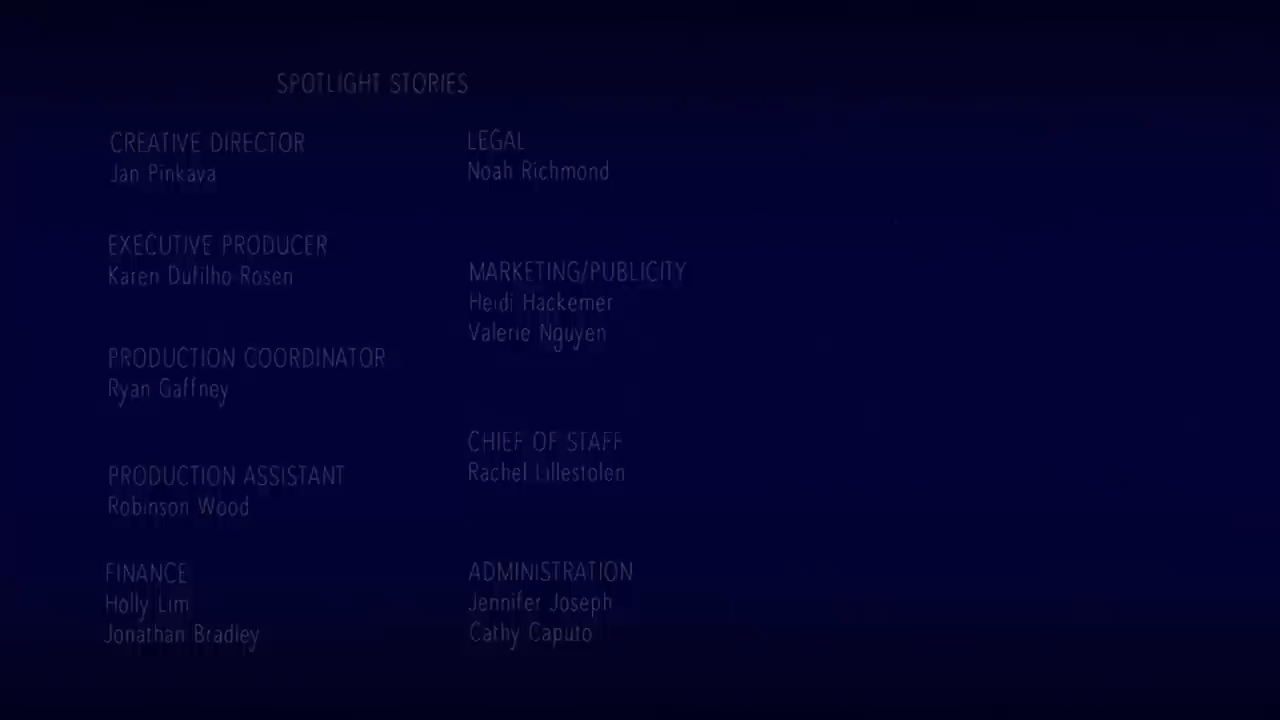 SPOTLIGHT STORIES
CREATIVE DIRECTOR
Jan Pinkava
EXECUTIVE PRODUCER
Karen Dufilho-Rosen
PRODUCTION COORDINATOR
Ryan Gaffney
PRODUCTION ASSISTANT
Robinson Wood
FINANCE
Holly Lim
Jonathan Bradley
LEGAL
Noah Richmond
MARKETING/PUBLICITY
Heidi Hackemer
Valerie Nguyen
CHIEF OF STAFF
Rachel Lillestolen
ADMINISTRATION
Jennifer Joseph
Cathy Caputo